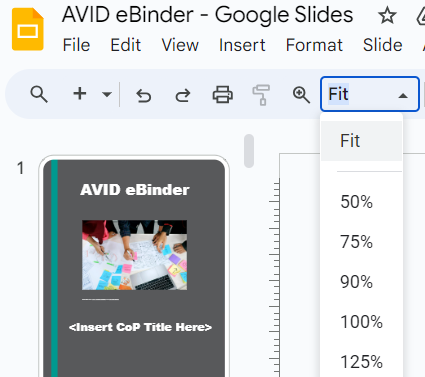 AVID eBinder - Google Slides
File Edit View Insert Format Slide
Fit
Fit
50%
75%
90%
100%
125%
1
AVID eBinder
<Insert CoP Title Here>